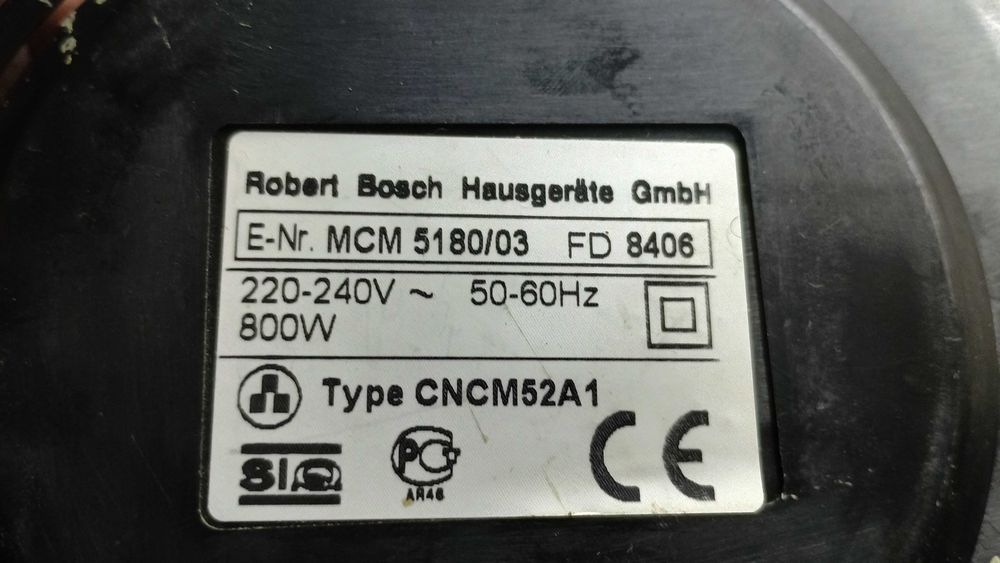 Robert Bosch Hausgeräte GmbH
E-Nr. MCM 5180/03 FD 8406
220-240V ~ 50-60Hz
800W
Type CNCM52A1
SIQ
PC
CE